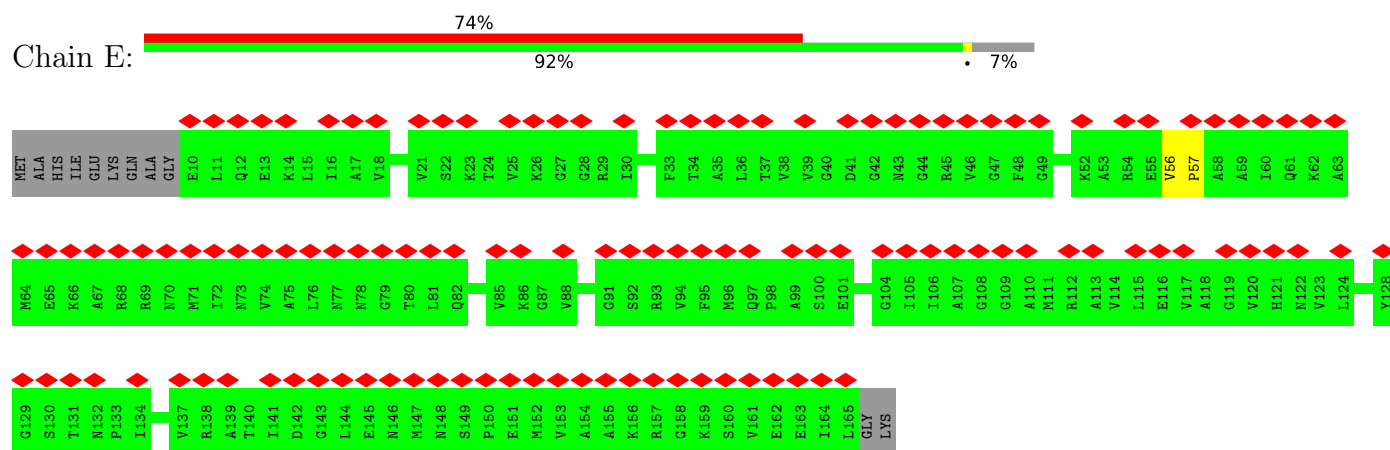 74%
Chain E:
92% • 7%
MET ALA HIS ILE GLU LYS GLN ALA GLY E10 L11 Q12 E13 K14 L15 I16 A17 V18 V21 S22 K23 T24 V25 K26 G27 G28 R29 I30 F33 T34 A35 L36 T37 V38 V39 G40 D41 G42 N43 G44 R45 V46 G47 F48 G49 K52 A53 R54 E55 V56 P57 A58 A59 I60 Q61 K62 A63
M64 E65 K66 A67 R68 R69 N70 M71 I72 N73 V74 A75 L76 N77 N78 G79 T80 L81 Q82 V85 K86 G87 V88 G91 S92 R93 V94 F95 M96 Q97 P98 A99 S100 E101 G104 I105 I106 A107 G108 G109 A110 M111 R112 A113 V114 L115 E116 V117 A118 G119 V120 H121 N122 V123 L124 Y128
G129 S130 T131 N132 P133 I134 V137 R138 A139 T140 I141 D142 G143 L144 E145 N146 M147 N148 S149 P150 E151 M152 V153 A154 A155 K156 R157 G158 K159 S160 V161 E162 E163 I164 L165 GLY LYS